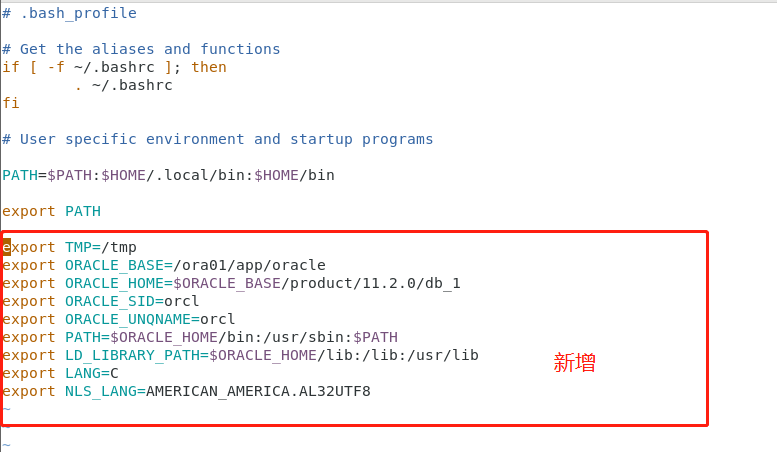 # .bash_profile
# Get the aliases and functions
if [ -f ~/.bashrc ]; then
        . ~/.bashrc
fi
# User specific environment and startup programs
PATH=$PATH:$HOME/.local/bin:$HOME/bin
export PATH
export TMP=/tmp
export ORACLE_BASE=/ora01/app/oracle
export ORACLE_HOME=$ORACLE_BASE/product/11.2.0/db_1
export ORACLE_SID=orcl
export ORACLE_UNQNAME=orcl
export PATH=$ORACLE_HOME/bin:/usr/sbin:$PATH
export LD_LIBRARY_PATH=$ORACLE_HOME/lib:/lib:/usr/lib
新增
export LANG=C
export NLS_LANG=AMERICAN_AMERICA.AL32UTF8
~
~
~